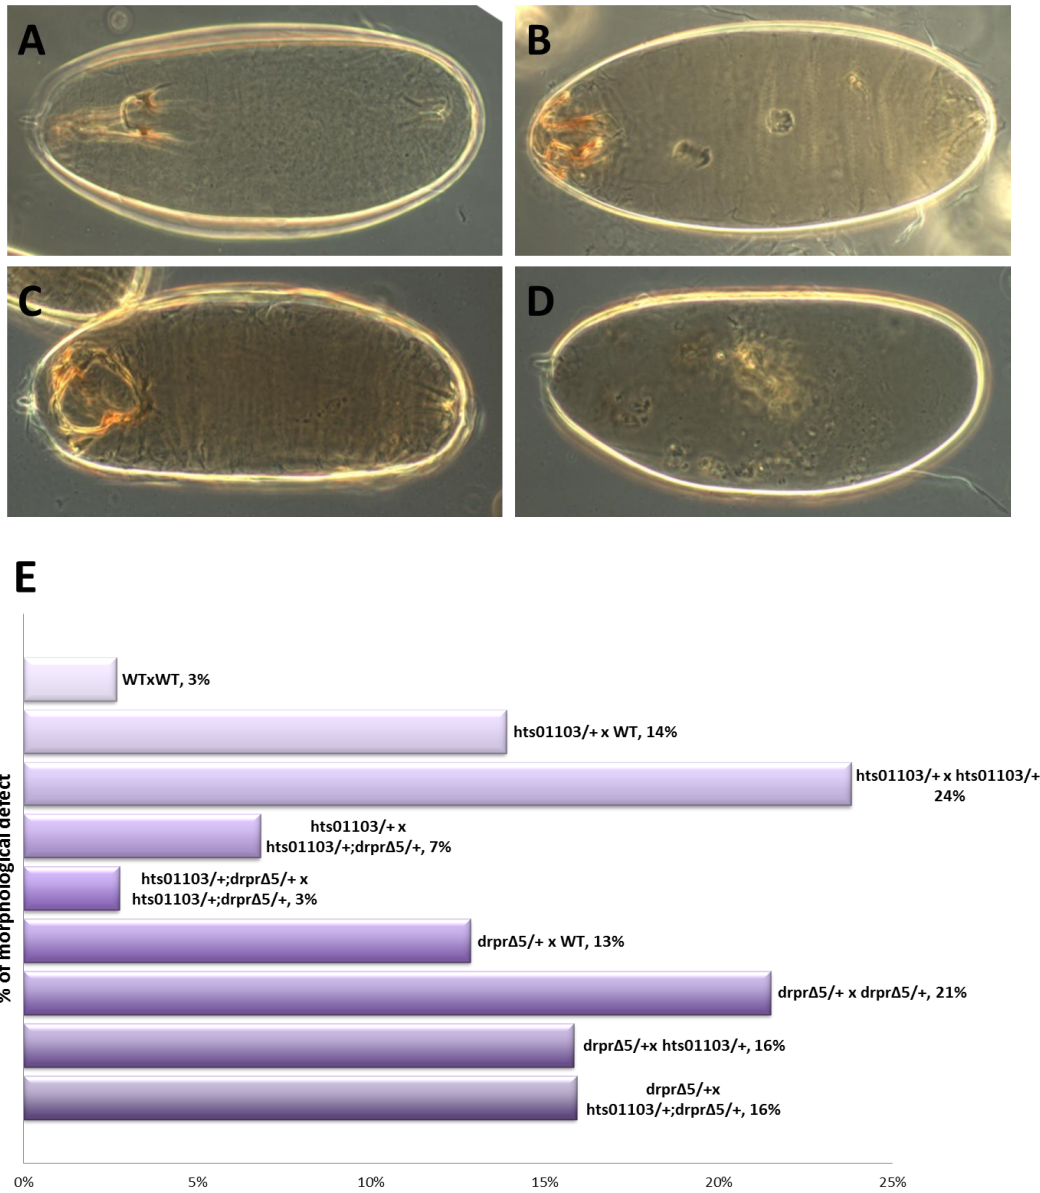 A
B
C
D
E
% of morphological defect
WTxWT, 3%
hts01103/+ x WT, 14%
hts01103/+ x hts01103/+
24%
hts01103/+ x
hts01103/+;drprΔ5/+, 7%
hts01103/+;drprΔ5/+ x
hts01103/+;drprΔ5/+, 3%
drprΔ5/+ x WT, 13%
drprΔ5/+ x drprΔ5/+, 21%
drprΔ5/+x hts01103/+, 16%
drprΔ5/+x
hts01103/+;drprΔ5/+, 16%
0%
5%
10%
15%
20%
25%